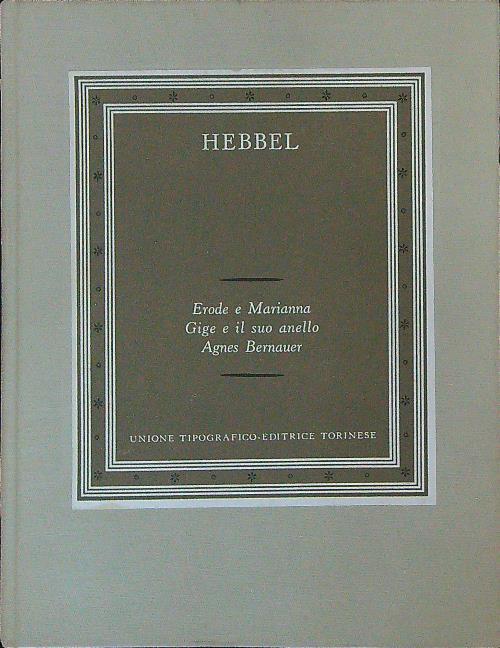 HEBBEL
Erode e Marianna
Gige e il suo anello
Agnes Bernauer
UNIONE TIPOGRAFICO-EDITRICE TORINESE